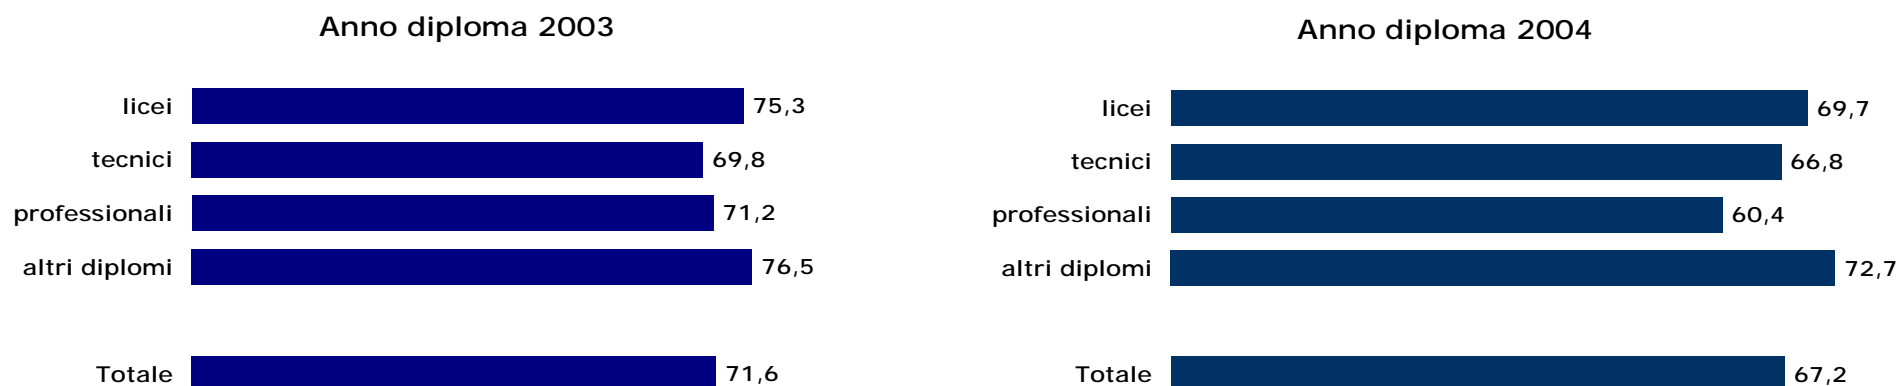 Anno diploma 2003
licei 75,3
tecnici 69,8
professionali 71,2
altri diplomi 76,5
Totale 71,6
Anno diploma 2004
licei 69,7
tecnici 66,8
professionali 60,4
altri diplomi 72,7
Totale 67,2